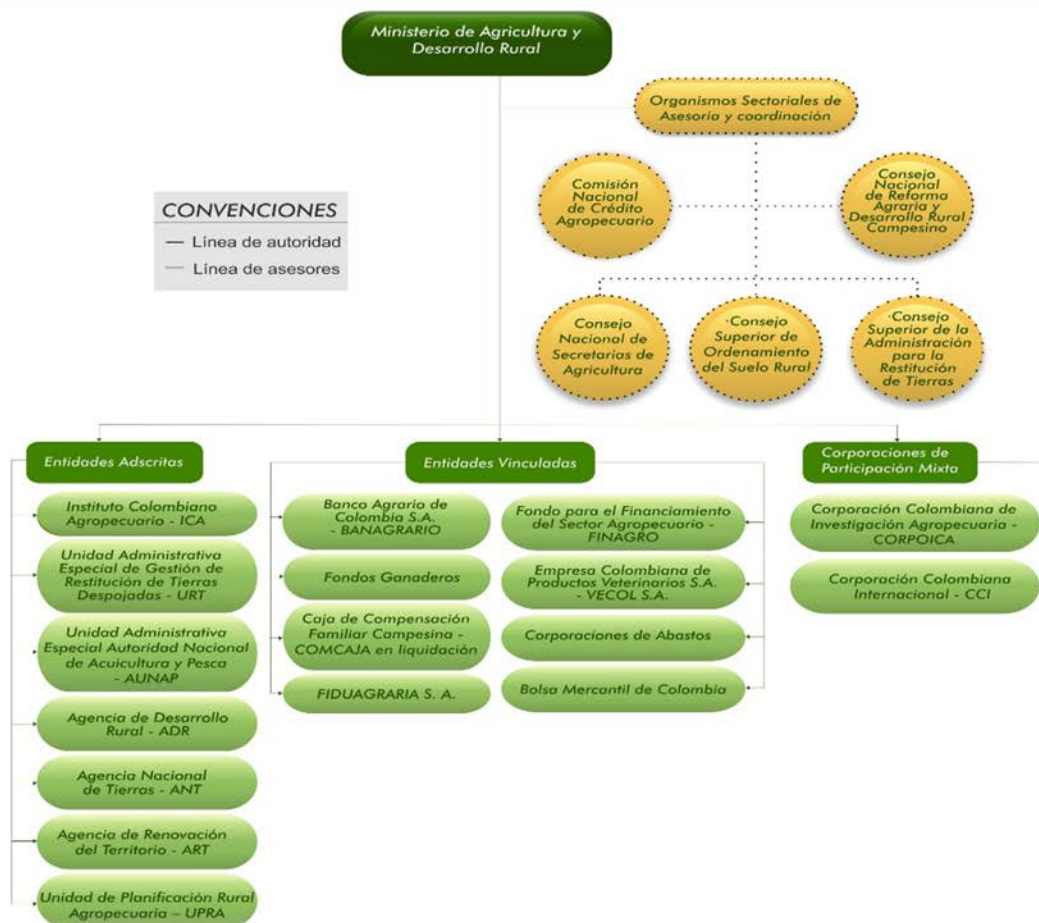 Ministerio de Agricultura y
Desarrollo Rural
Organismos Sectoriales de
Asesoria y coordinación
Comisión
Nacional
de Crédito
Agropecuario
Consejo
Nacional
de Reforma
Agraria y
Desarrollo Rural
Campesino
CONVENCIONES
Línea de autoridad
Línea de asesores
Consejo
Nacional de
Secretarias de
Agricultura
·Consejo
Superior de
Ordenamiento
del Suelo Rural
·Consejo
Superior de la
Administración
para la
Restitución
de Tierras
Entidades Adscritas
Instituto Colombiano
Agropecuario - ICA
Unidad Administrativa
Especial de Gestión de
Restitución de Tierras
Despojadas - URT
Unidad Administrativa
Especial Autoridad Nacional
de Acuicultura y Pesca
- AUNAP
Agencia de Desarrollo
Rural - ADR
Agencia Nacional
de Tierras - ANT
Agencia de Renovación
del Territorio - ART
Unidad de Planificación Rural
Agropecuaria – UPRA
Entidades Vinculadas
Banco Agrario de
Colombia S.A.
- BANAGRARIO
Fondos Ganaderos
Caja de Compensación
Familiar Campesina -
COMCAJA en liquidación
FIDUAGRARIA S. A.
Fondo para el Financiamiento
del Sector Agropecuario -
FINAGRO
Empresa Colombiana de
Productos Veterinarios S.A.
- VECOL S.A.
Corporaciones de Abastos
Bolsa Mercantil de Colombia
Corporaciones de
Participación Mixta
Corporación Colombiana de
Investigación Agropecuaria -
CORPOICA
Corporación Colombiana
Internacional - CCI